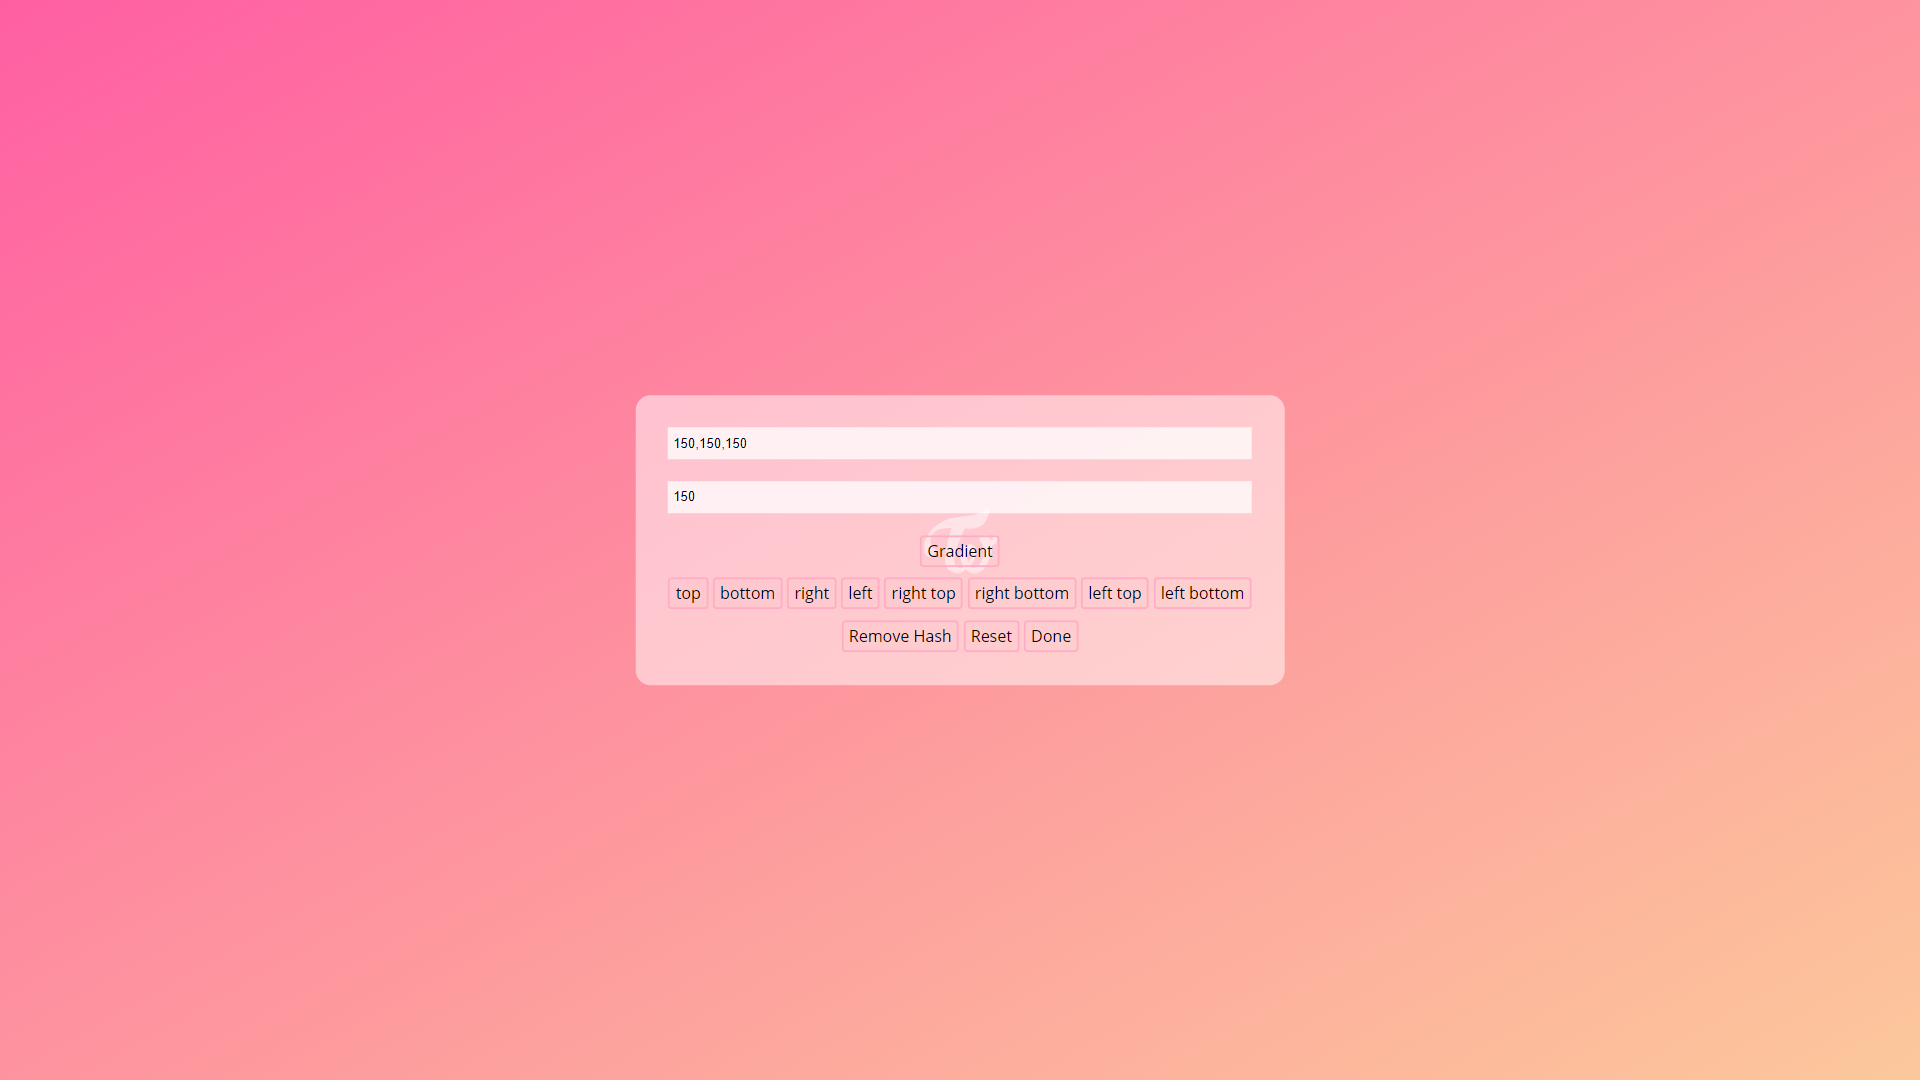 150,150,150
150
Gradient
top bottom right left right top right bottom left top left bottom
Remove Hash Reset Done